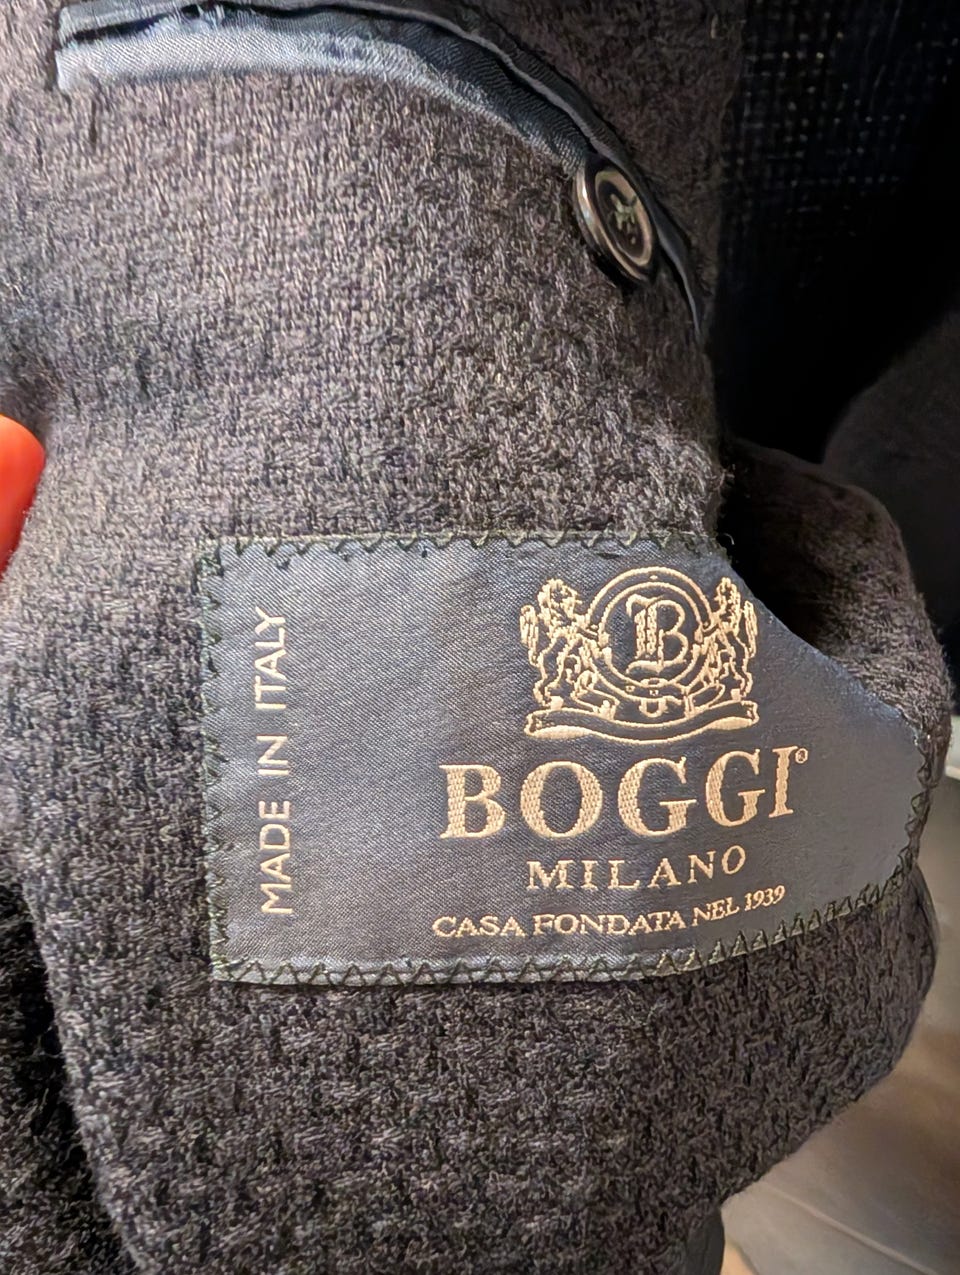 MADE IN ITALY
B
BOGGI®
MILANO
CASA FONDATA NEL 1939